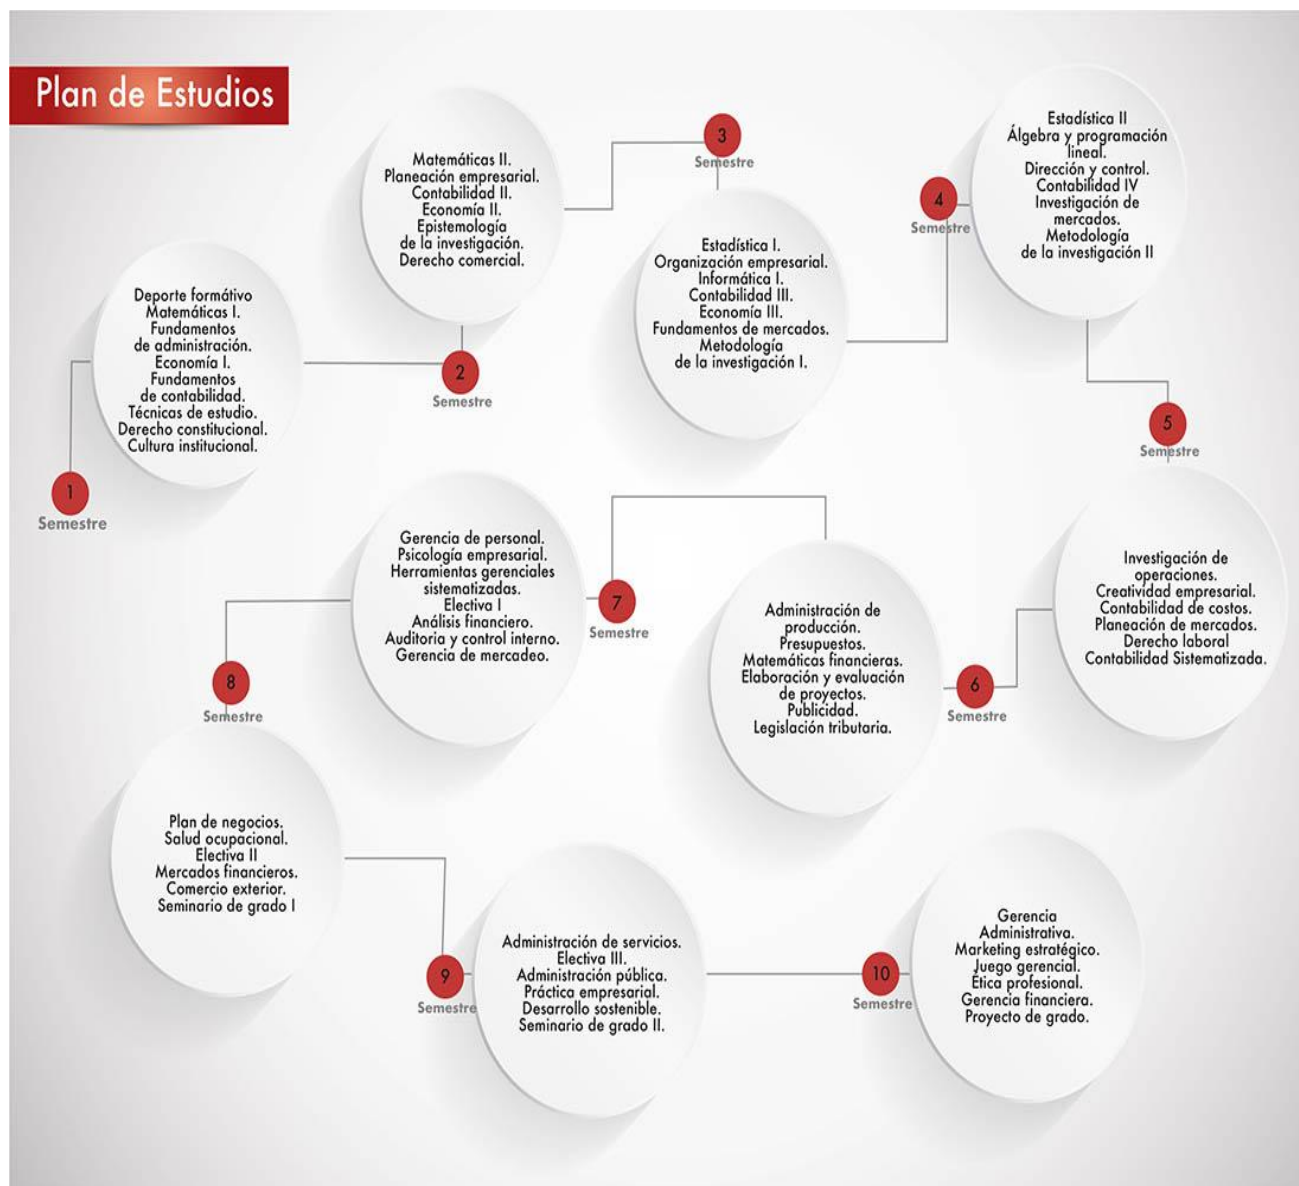 Plan de Estudios
1
Semestre
Deporte formátivo
Matemáticas I.
Fundamentos
de administración.
Economía I.
Fundamentos
de contabilidad.
Técnicas de estudio.
Derecho constitucional.
Cultura institucional.
2
Semestre
Matemáticas II.
Planeación empresarial.
Contabilidad II.
Economía II.
Epistemología
de la investigación.
Derecho comercial.
3
Semestre
Estadística I.
Organización empresarial.
Informática I.
Contabilidad III.
Economía III.
Fundamentos de mercados.
Metodología
de la investigación I.
4
Semestre
Estadística II
Álgebra y programación
lineal.
Dirección y control.
Contabilidad IV
Investigación de
mercados.
Metodología
de la investigación II
5
Semestre
Investigación de
operaciones.
Creatividad empresarial.
Contabilidad de costos.
Planeación de mercados.
Derecho laboral
Contabilidad Sistematizada.
6
Semestre
Administración de
producción.
Presupuestos.
Matemáticas financieras.
Elaboración y evaluación
de proyectos.
Publicidad.
Legislación tributaria.
7
Semestre
Gerencia de personal.
Psicología empresarial.
Herramientas gerenciales
sistematizadas.
Electiva I
Análisis financiero.
Auditoria y control interno.
Gerencia de mercadeo.
8
Semestre
Plan de negocios.
Salud ocupacional.
Electiva II
Mercados financieros.
Comercio exterior.
Seminario de grado I
9
Semestre
Administración de servicios.
Electiva III.
Administración pública.
Práctica empresarial.
Desarrollo sostenible.
Seminario de grado II.
10
Semestre
Gerencia
Administrativa.
Marketing estratégico.
Juego gerencial.
Ética profesional.
Gerencia financiera.
Proyecto de grado.